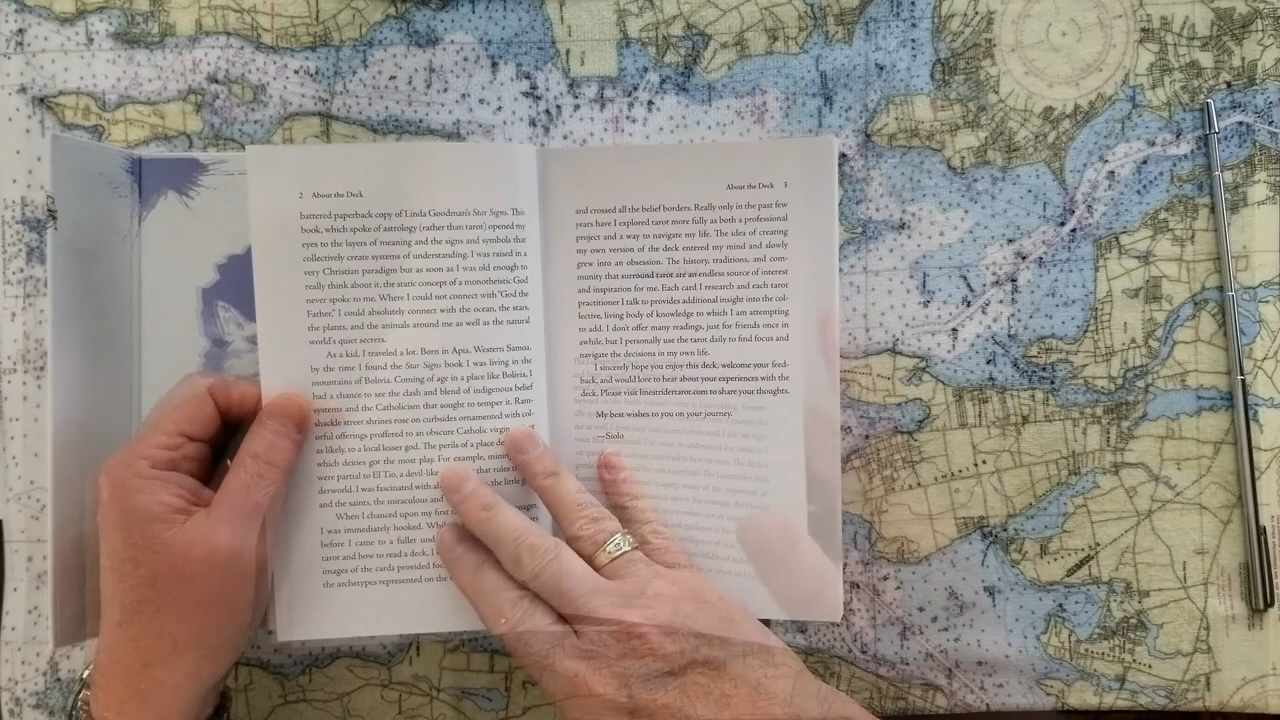 2 About the Deck
battered paperback copy of Linda Goodman's Star Signs. This
book, which spoke of astrology (rather than tarot) opened my
eyes to the layers of meaning and the signs and symbols that
collectively create systems of understanding. I was raised in a
very Christian paradigm but as soon as I was old enough to
really think about it, the static concept of a monotheistic God
never spoke to me. Where I could not connect with "God the
Father," I could absolutely connect with the ocean, the stars,
the plants, and the animals around me as well as the natural
world's quiet secrets.
As a kid, I traveled a lot. Born in Apia, Western Samoa,
by the time I found the Star Signs book I was living in the
mountains of Bolivia. Coming of age in a place like Bolivia, I
had a chance to see the clash and blend of indigenous belief
systems and the Catholicism that sought to temper it. Ram-
shackle street shrines rose on curbsides ornamented with col-
orful offerings proffered to an obscure Catholic virgin
as likely, to a local lesser god. The perils of a place
which deities got the most play. For example,
were partial to El Tio, a devil-like that rules
derworld. I was fascinated with the little
and the saints, the miraculous and
When I chanced upon my first
I was immediately hooked.
before I came to a fuller
tarot and how to read a deck, I
images of the cards provided
the archetypes represented on the
About the Deck 3
and crossed all the belief borders. Really only in the past few
years have I explored tarot more fully as both a professional
project and a way to navigate my life. The idea of creating
my own version of the deck entered my mind and slowly
grew into an obsession. The history, traditions, and com-
munity that surround tarot are an endless source of interest
and inspiration for me. Each card I research and each tarot
practitioner I talk to provides additional insight into the col-
lective, living body of knowledge to which I am attempting
to add. I don't offer many readings, just for friends once in
awhile, but I personally use the tarot daily to find focus and
navigate the decisions in my own life.
I sincerely hope you enjoy this deck, welcome your feed-
back, and would love to hear about your experiences with the
deck. Please visit linestridertarot.com to share your thoughts.
My best wishes to you on your journey.
—Siolo